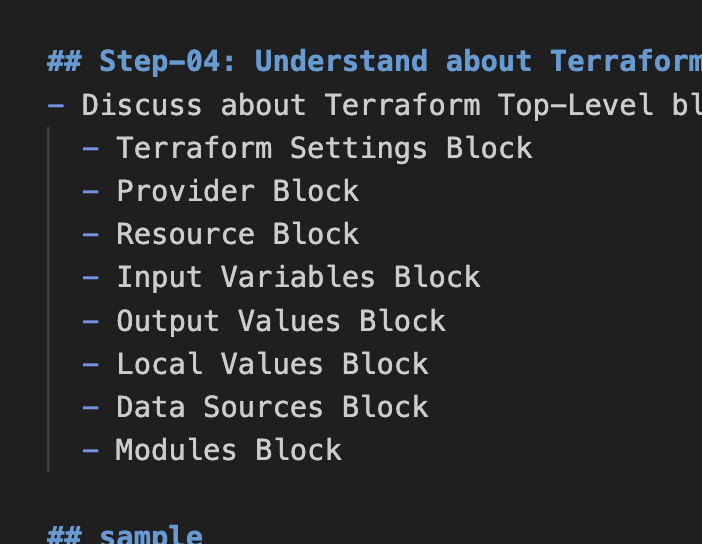 ## Step-04: Understand about Terraform
- Discuss about Terraform Top-Level
- Terraform Settings Block
- Provider Block
- Resource Block
- Input Variables Block
- Output Values Block
- Local Values Block
- Data Sources Block
- Modules Block
## sample